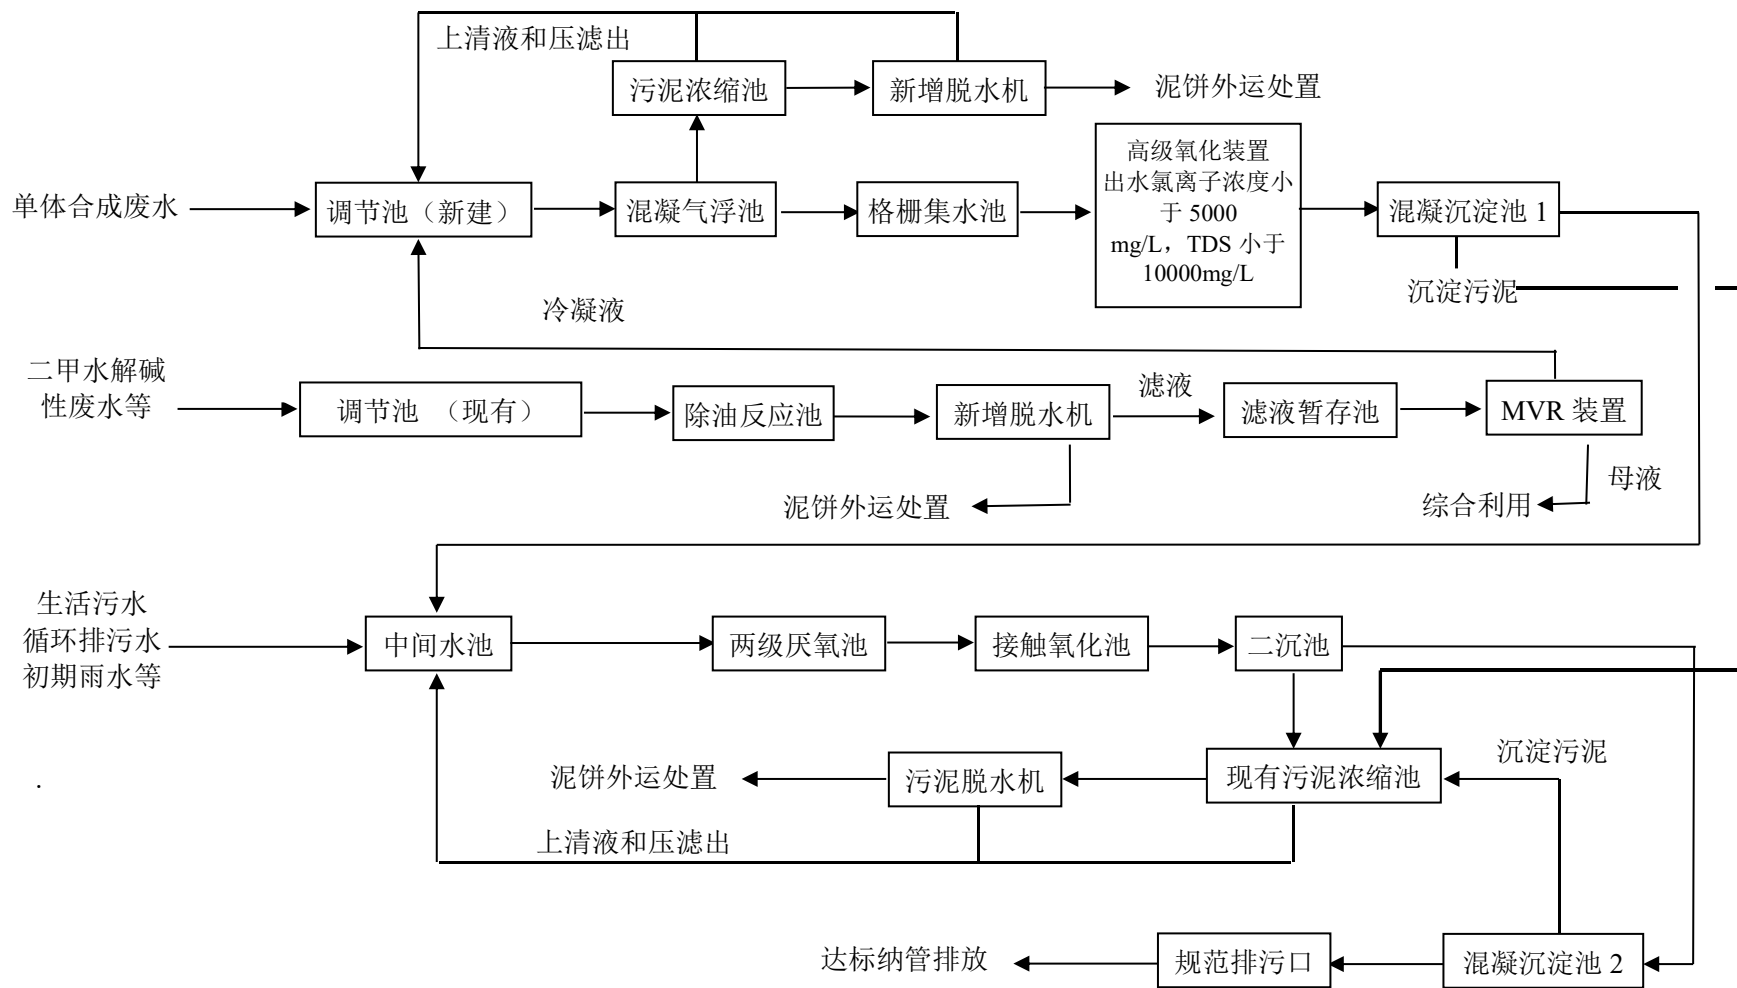 上清液和压滤出
污泥浓缩池
新增脱水机
泥饼外运处置
单体合成废水
调节池（新建）
混凝气浮池
格栅集水池
高级氧化装置
出水氯离子浓度小
于 5000
mg/L，TDS 小于
10000mg/L
混凝沉淀池 1
沉淀污泥
冷凝液
二甲水解碱
性废水等
调节池 （现有）
除油反应池
新增脱水机
滤液
滤液暂存池
MVR 装置
泥饼外运处置
母液
综合利用
生活污水
循环排污水
初期雨水等
中间水池
两级厌氧池
接触氧化池
二沉池
泥饼外运处置
污泥脱水机
现有污泥浓缩池
沉淀污泥
.
上清液和压滤出
达标纳管排放
规范排污口
混凝沉淀池 2